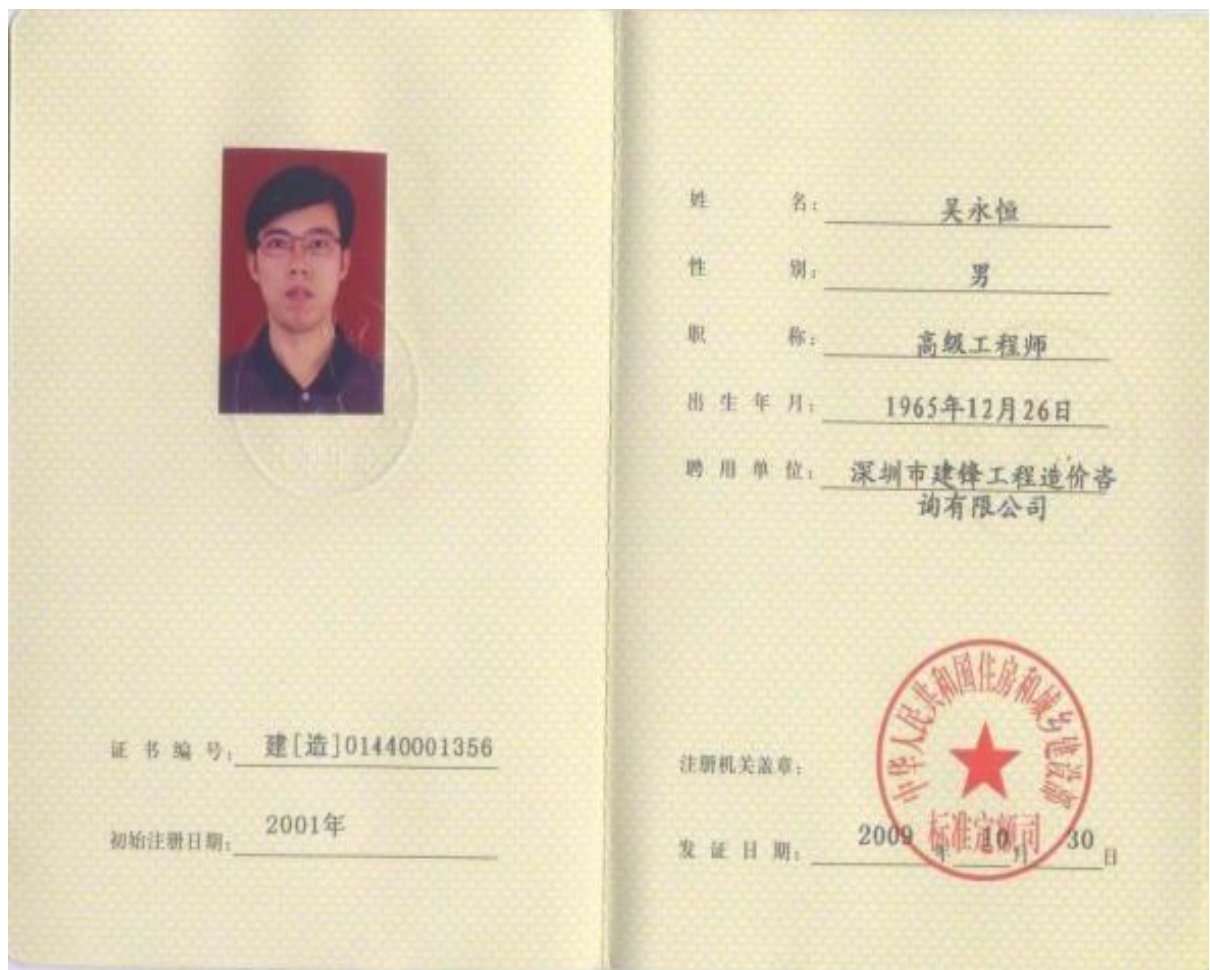 证书编号：建[造]01440001356
初始注册日期：2001年
姓名：吴永恒
性别：男
职称：高级工程师
出生年月：1965年12月26日
聘用单位：深圳市建锋工程造价咨
询有限公司
注册机关盖章：
中华人民共和国住房和城乡建设部
标准定额司
发证日期：2009年10月30日